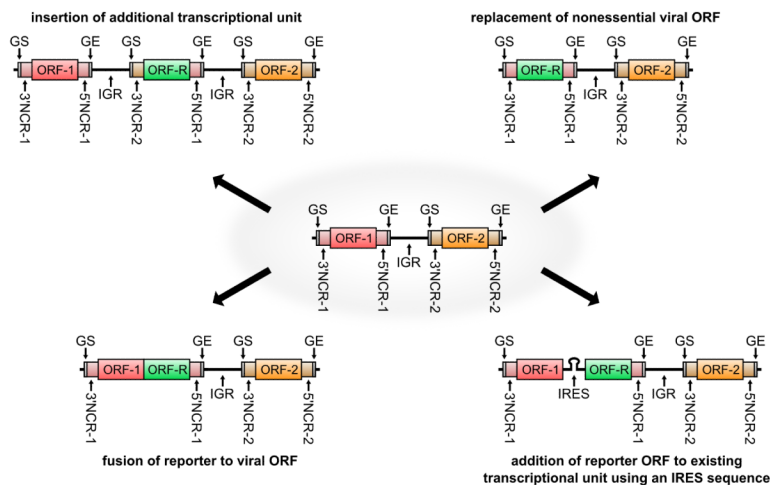 insertion of additional transcriptional unit
GS GE GS GE
ORF-1 ORF-R ORF-2
3'NCR-1 5'NCR-1 IGR 3'NCR-2 5'NCR-1 IGR 3'NCR-2 5'NCR-2
replacement of nonessential viral ORF
GS GE GS GE
ORF-R ORF-2
3'NCR-1 5'NCR-1 IGR 3'NCR-2 5'NCR-2
GS GE GS GE
ORF-1 ORF-2
3'NCR-1 5'NCR-1 IGR 3'NCR-2 5'NCR-2
GS GE GS GE
ORF-1 ORF-R ORF-2
3'NCR-1 5'NCR-1 IGR 3'NCR-2 5'NCR-2
fusion of reporter to viral ORF
GS GE GS GE
ORF-1 ORF-R ORF-2
3'NCR-1 IRES 5'NCR-1 IGR 3'NCR-2 5'NCR-2
addition of reporter ORF to existing
transcriptional unit using an IRES sequence